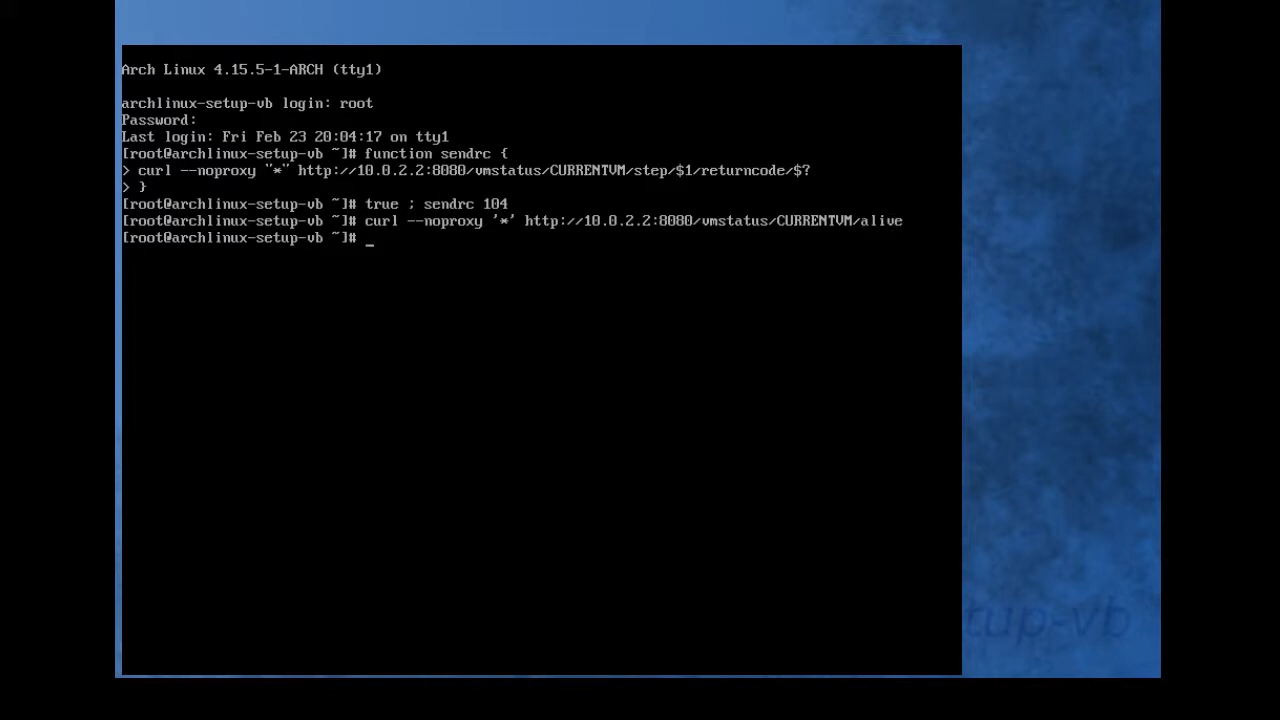 Arch Linux 4.15.5-1-ARCH (tty1)
archlinux-setup-vb login: root
Password:
Last login: Fri Feb 23 20:04:17 on tty1
[root@archlinux-setup-vb ~]# function sendrc {
> curl --noproxy "*" http://10.0.2.2:8080/vmstatus/CURRENTVM/step/$1/returncode/$?
> }
[root@archlinux-setup-vb ~]# true ; sendrc 104
[root@archlinux-setup-vb ~]# curl --noproxy '*' http://10.0.2.2:8080/vmstatus/CURRENTVM/alive
[root@archlinux-setup-vb ~]# _
tup-vb